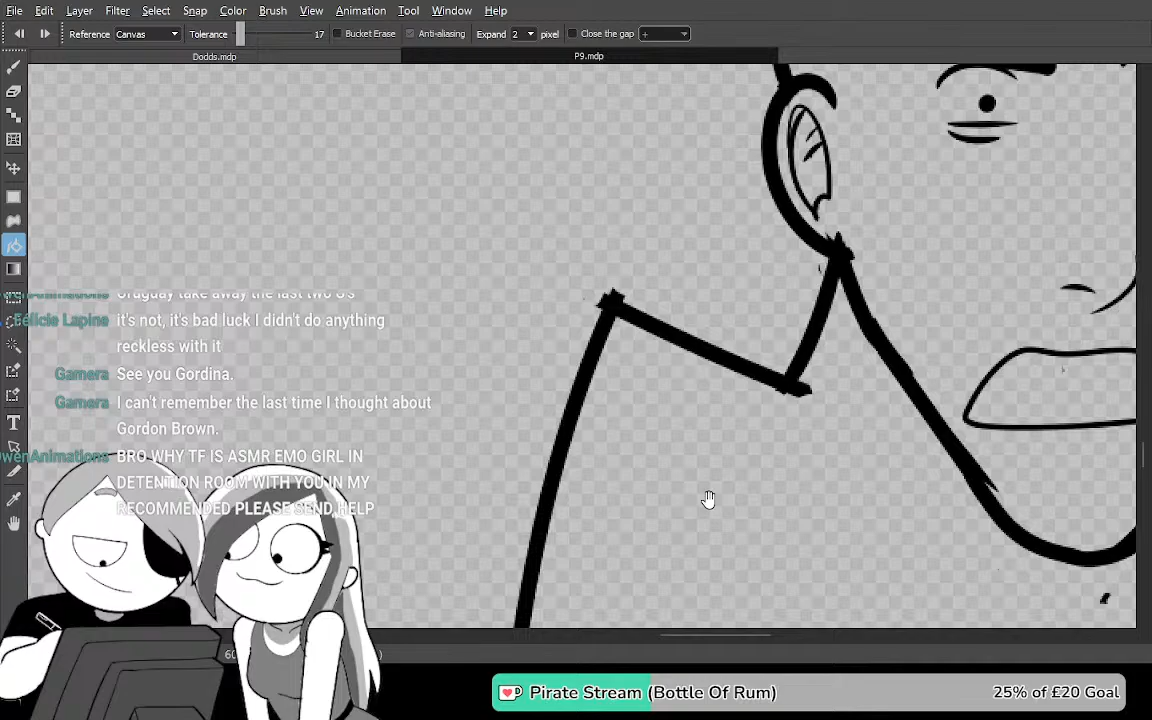 File Edit Layer Filter Select Snap Color Brush View Animation Tool Window Help
Reference Canvas Tolerance 17 Bucket Erase Anti-aliasing Expand 2 pixel Close the gap +
Dodds.mdp P9.mdp
Uruguay take away the last two U's
Félicie Lapine it's not, it's bad luck I didn't do anything
reckless with it
Gamera See you Gordina.
Gamera I can't remember the last time I thought about
Gordon Brown.
wenAnimations BRO WHY TF IS ASMR EMO GIRL IN
DETENTION ROOM WITH YOU IN MY
RECOMMENDED PLEASE SEND HELP
Pirate Stream (Bottle Of Rum) 25% of £20 Goal